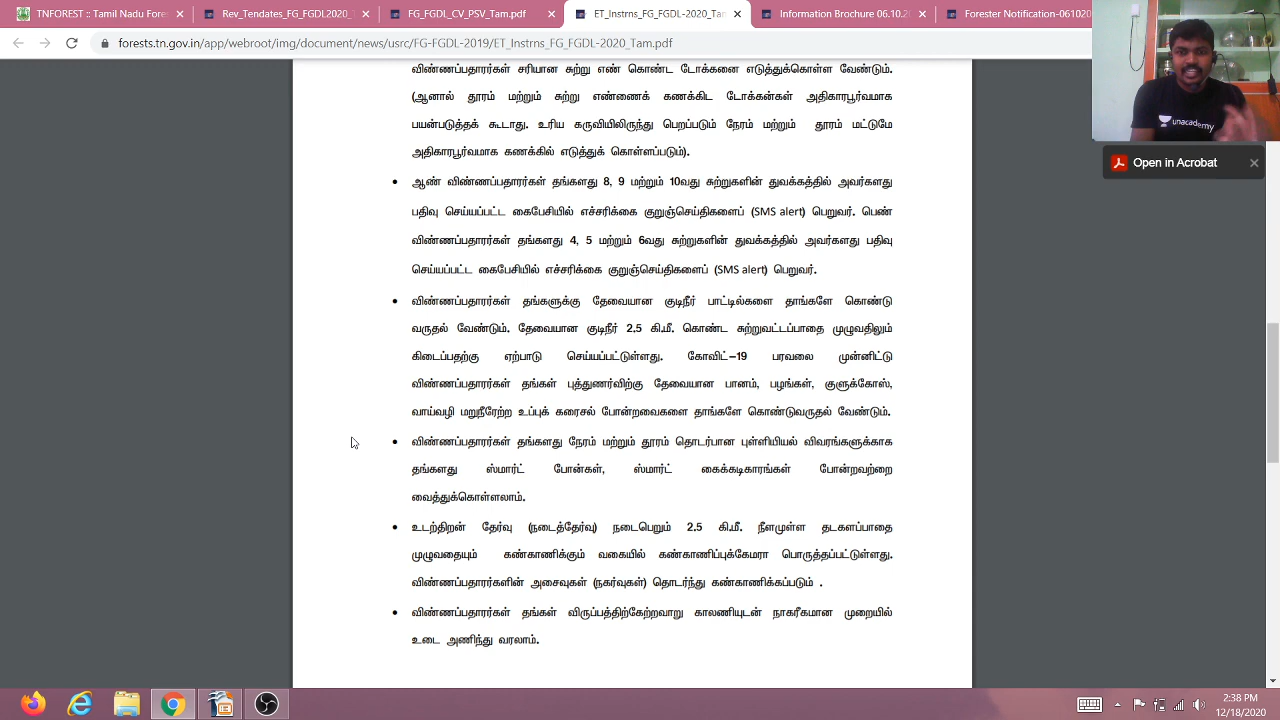 TNFOREST :: Tamil Nadu Fore
Rev_Tendates_FG_FGDL2020_
FG_FGDL_CV_PSV_Tam.pdf
ET_Instrns_FG_FGDL-2020_Tam.p
Information Brochure 06.10.20
Forester Notification-0610202
forests.tn.gov.in/app/webroot/img/document/news/usrc/FG-FGDL-2019/ET_Instrns_FG_FGDL-2020_Tam.pdf
unacademy
Open in Acrobat
விண்ணப்பதாரர்கள் சரியான சுற்று எண் கொண்ட டோக்கனை எடுத்துக்கொள்ள வேண்டும்.
(ஆனால் தூரம் மற்றும் சுற்று எண்ணைக் கணக்கிட டோக்கன்கள் அதிகாரபூர்வமாக
பயன்படுத்தக் கூடாது. உரிய கருவியிலிருந்து பெறப்படும் நேரம் மற்றும் தூரம் மட்டுமே
அதிகாரபூர்வமாக கணக்கில் எடுத்துக் கொள்ளப்படும்).
• ஆண் விண்ணப்பதாரர்கள் தங்களது 8, 9 மற்றும் 10வது சுற்றுகளின் துவக்கத்தில் அவர்களது
பதிவு செய்யப்பட்ட கைபேசியில் எச்சரிக்கை குறுஞ்செய்திகளைப் (SMS alert) பெறுவர். பெண்
விண்ணப்பதாரர்கள் தங்களது 4, 5 மற்றும் 6வது சுற்றுகளின் துவக்கத்தில் அவர்களது பதிவு
செய்யப்பட்ட கைபேசியில் எச்சரிக்கை குறுஞ்செய்திகளைப் (SMS alert) பெறுவர்.
• விண்ணப்பதாரர்கள் தங்களுக்கு தேவையான குடிநீர் பாட்டில்களை தாங்களே கொண்டு
வருதல் வேண்டும். தேவையான குடிநீர் 2.5 கி.மீ. கொண்ட சுற்றுவட்டப்பாதை முழுவதிலும்
கிடைப்பதற்கு ஏற்பாடு செய்யப்பட்டுள்ளது. கோவிட்–19 பரவலை முன்னிட்டு
விண்ணப்பதாரர்கள் தங்கள் புத்துணர்விற்கு தேவையான பானம், பழங்கள், குளுக்கோஸ்,
வாய்வழி மறுநீரேற்ற உப்புக் கரைசல் போன்றவைகளை தாங்களே கொண்டுவருதல் வேண்டும்.
• விண்ணப்பதாரர்கள் தங்களது நேரம் மற்றும் தூரம் தொடர்பான புள்ளியியல் விவரங்களுக்காக
தங்களது ஸ்மார்ட் போன்கள், ஸ்மார்ட் கைக்கடிகாரங்கள் போன்றவற்றை
வைத்துக்கொள்ளலாம்.
• உடற்திறன் தேர்வு (நடைத்தேர்வு) நடைபெறும் 2.5 கி.மீ. நீளமுள்ள தடகளப்பாதை
முழுவதையும் கண்காணிக்கும் வகையில் கண்காணிப்புக்கேமரா பொருத்தப்பட்டுள்ளது.
விண்ணப்பதாரர்களின் அசைவுகள் (நகர்வுகள்) தொடர்ந்து கண்காணிக்கப்படும் .
• விண்ணப்பதாரர்கள் தங்கள் விருப்பத்திற்கேற்றவாறு காலணியுடன் நாகரீகமான முறையில்
உடை அணிந்து வரலாம்.
2:38 PM
12/18/2020